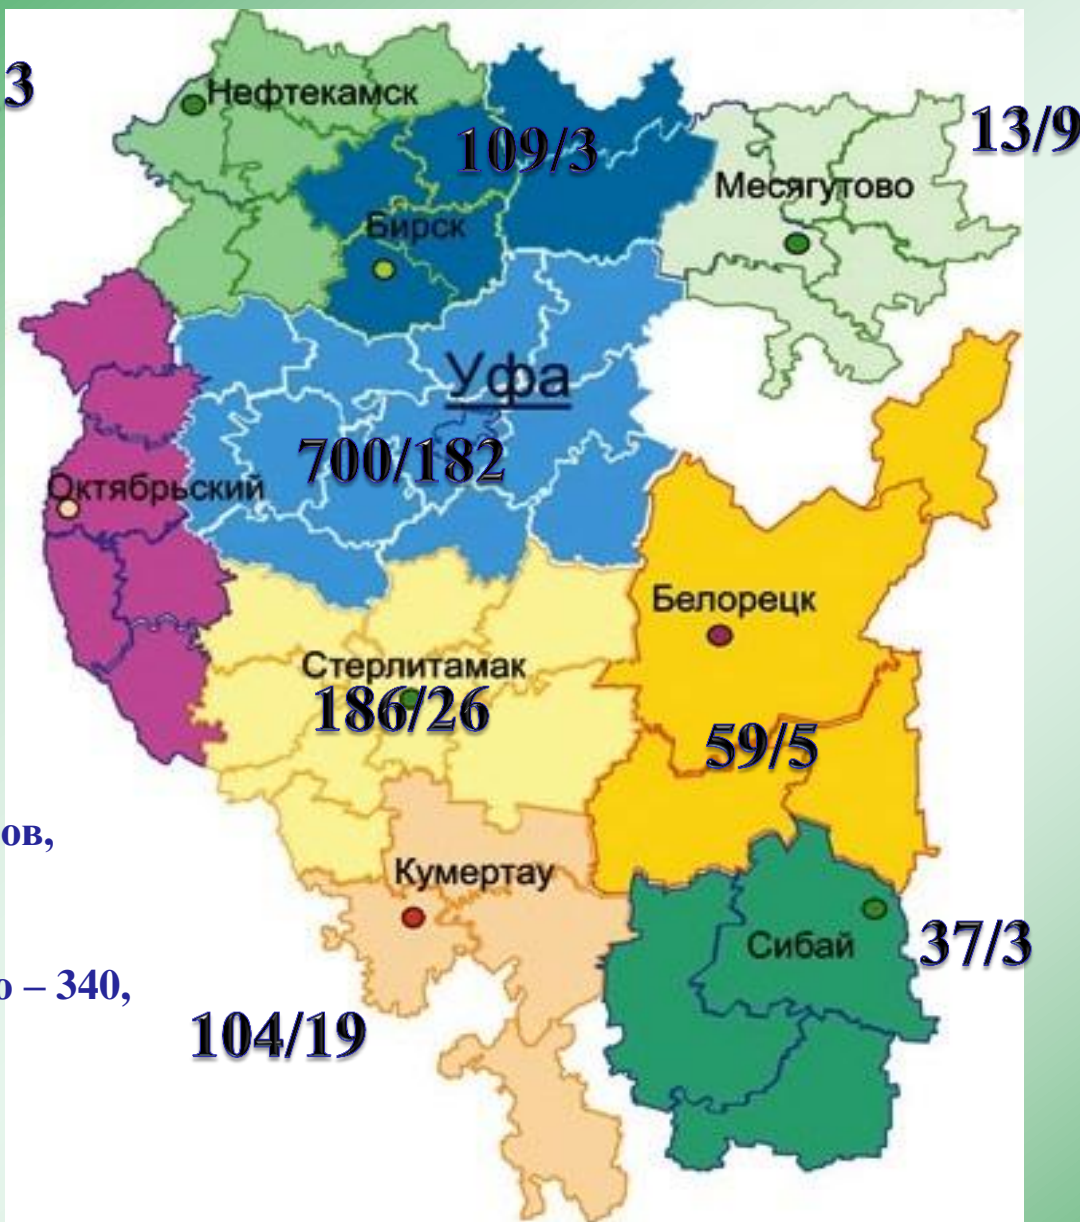 3
Нефтекамск
109/3
13/9
Месягутово
Бирск
Уфа
700/182
Октябрьский
Белорецк
Стерлитамак
186/26
59/5
ов,
Кумертау
Сибай
37/3
о – 340,
104/19